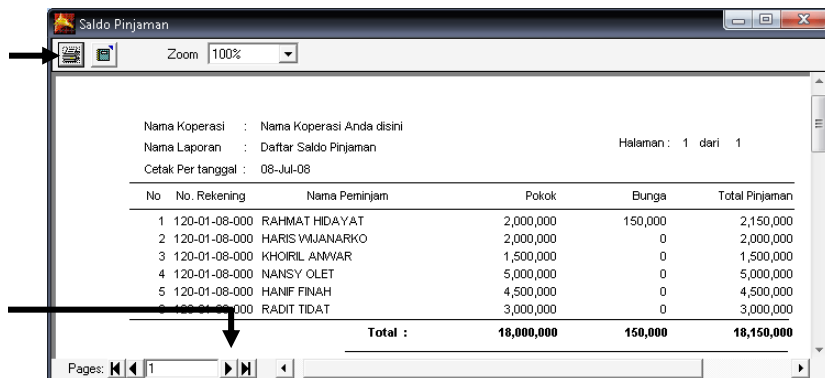 Saldo Pinjaman
Zoom 100%
Nama Koperasi : Nama Koperasi Anda disini
Nama Laporan : Daftar Saldo Pinjaman Halaman : 1 dari 1
Cetak Per tanggal : 08-Jul-08
No No. Rekening Nama Peminjam Pokok Bunga Total Pinjaman
1 120-01-08-000 RAHMAT HIDAYAT 2,000,000 150,000 2,150,000
2 120-01-08-000 HARIS WIJANARKO 2,000,000 0 2,000,000
3 120-01-08-000 KHOIRIL ANWAR 1,500,000 0 1,500,000
4 120-01-08-000 NANSY OLET 5,000,000 0 5,000,000
5 120-01-08-000 HANIF FINAH 4,500,000 0 4,500,000
6 120-01-08-000 RADIT TIDAT 3,000,000 0 3,000,000
Total : 18,000,000 150,000 18,150,000
Pages: 1